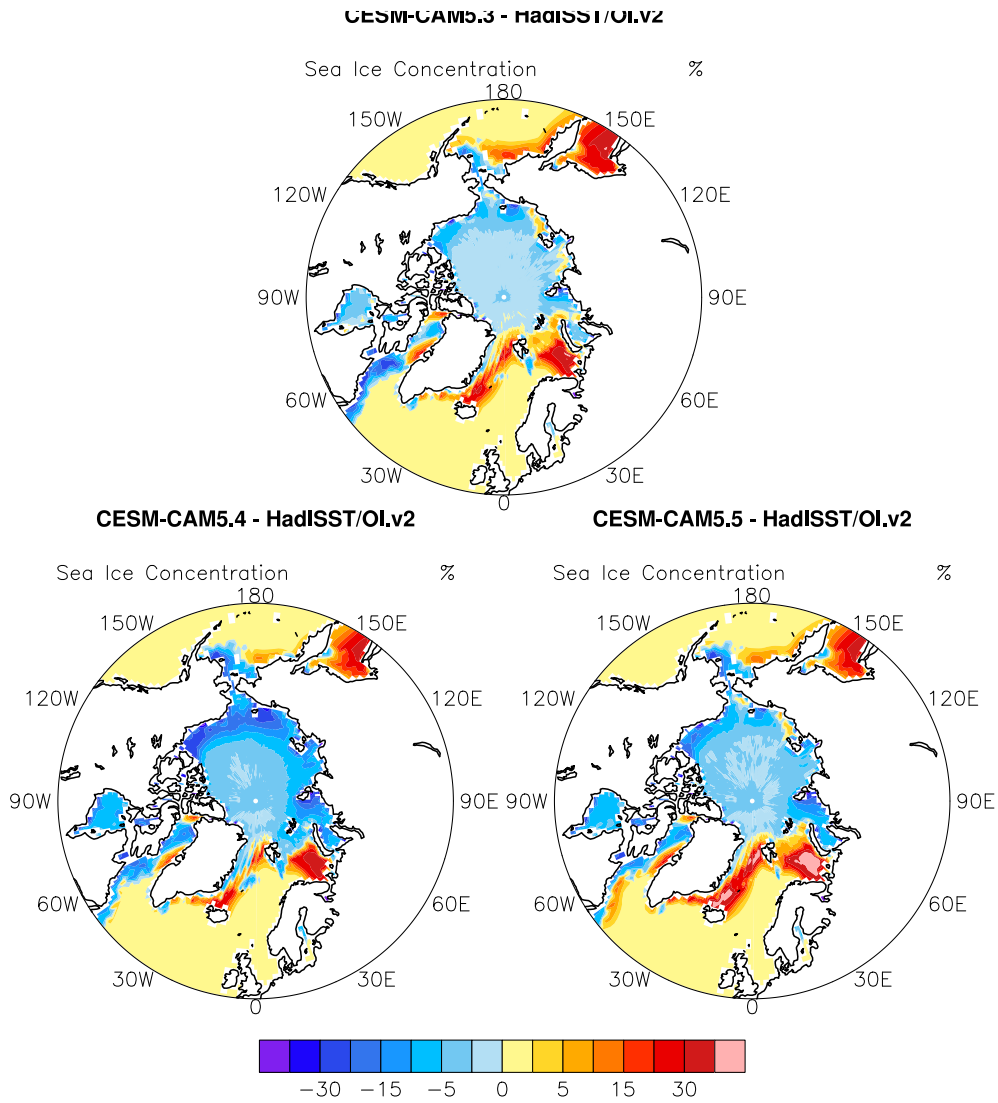 CESM-CAM5.3 - HadISST/OI.v2
Sea Ice Concentration %
180
150W 150E
120W 120E
90W 90E
60W 60E
30W 30E
0
CESM-CAM5.4 - HadISST/OI.v2 CESM-CAM5.5 - HadISST/OI.v2
Sea Ice Concentration % Sea Ice Concentration %
180 180
150W 150E 150W 150E
120W 120E 120W 120E
90W 90E 90W 90E
60W 60E 60W 60E
30W 30E 30W 30E
0 0
−30 −15 −5 0 5 15 30